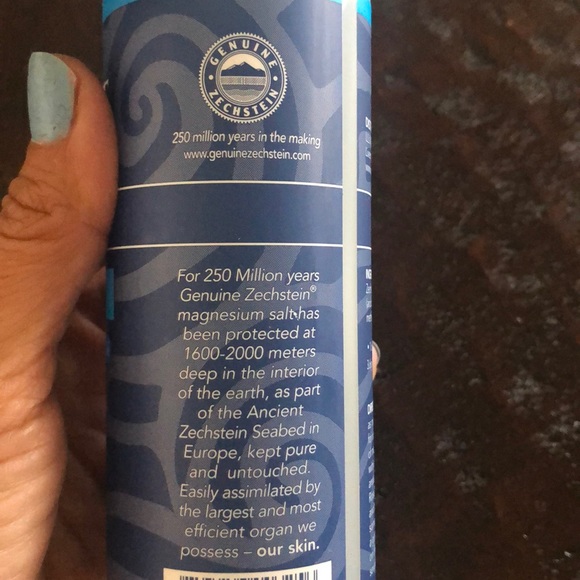 GENUINE
ZECHSTEIN
250 million years in the making
www.genuinezechstein.com
For 250 Million years
Genuine Zechstein®
magnesium salt has
been protected at
1600-2000 meters
deep in the interior
of the earth, as part
of the Ancient
Zechstein Seabed in
Europe, kept pure
and untouched.
Easily assimilated by
the largest and most
efficient organ we
possess – our skin.